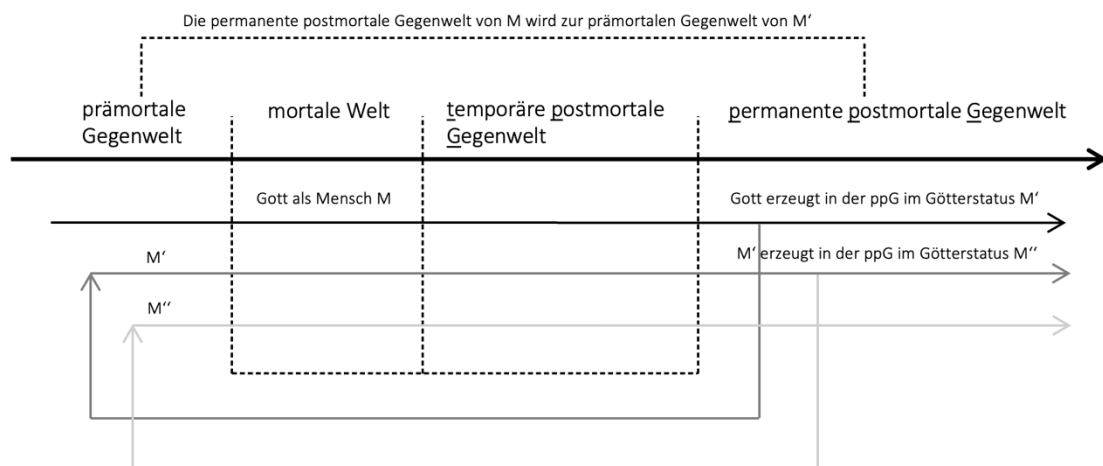 Die permanente postmortale Gegenwelt von M wird zur prämortalen Gegenwelt von M‘
prämortale
Gegenwelt
mortale Welt
temporäre postmortale
Gegenwelt
permanente postmortale Gegenwelt
Gott als Mensch M
Gott erzeugt in der ppG im Götterstatus M‘
M‘
M‘ erzeugt in der ppG im Götterstatus M‘‘
M‘‘